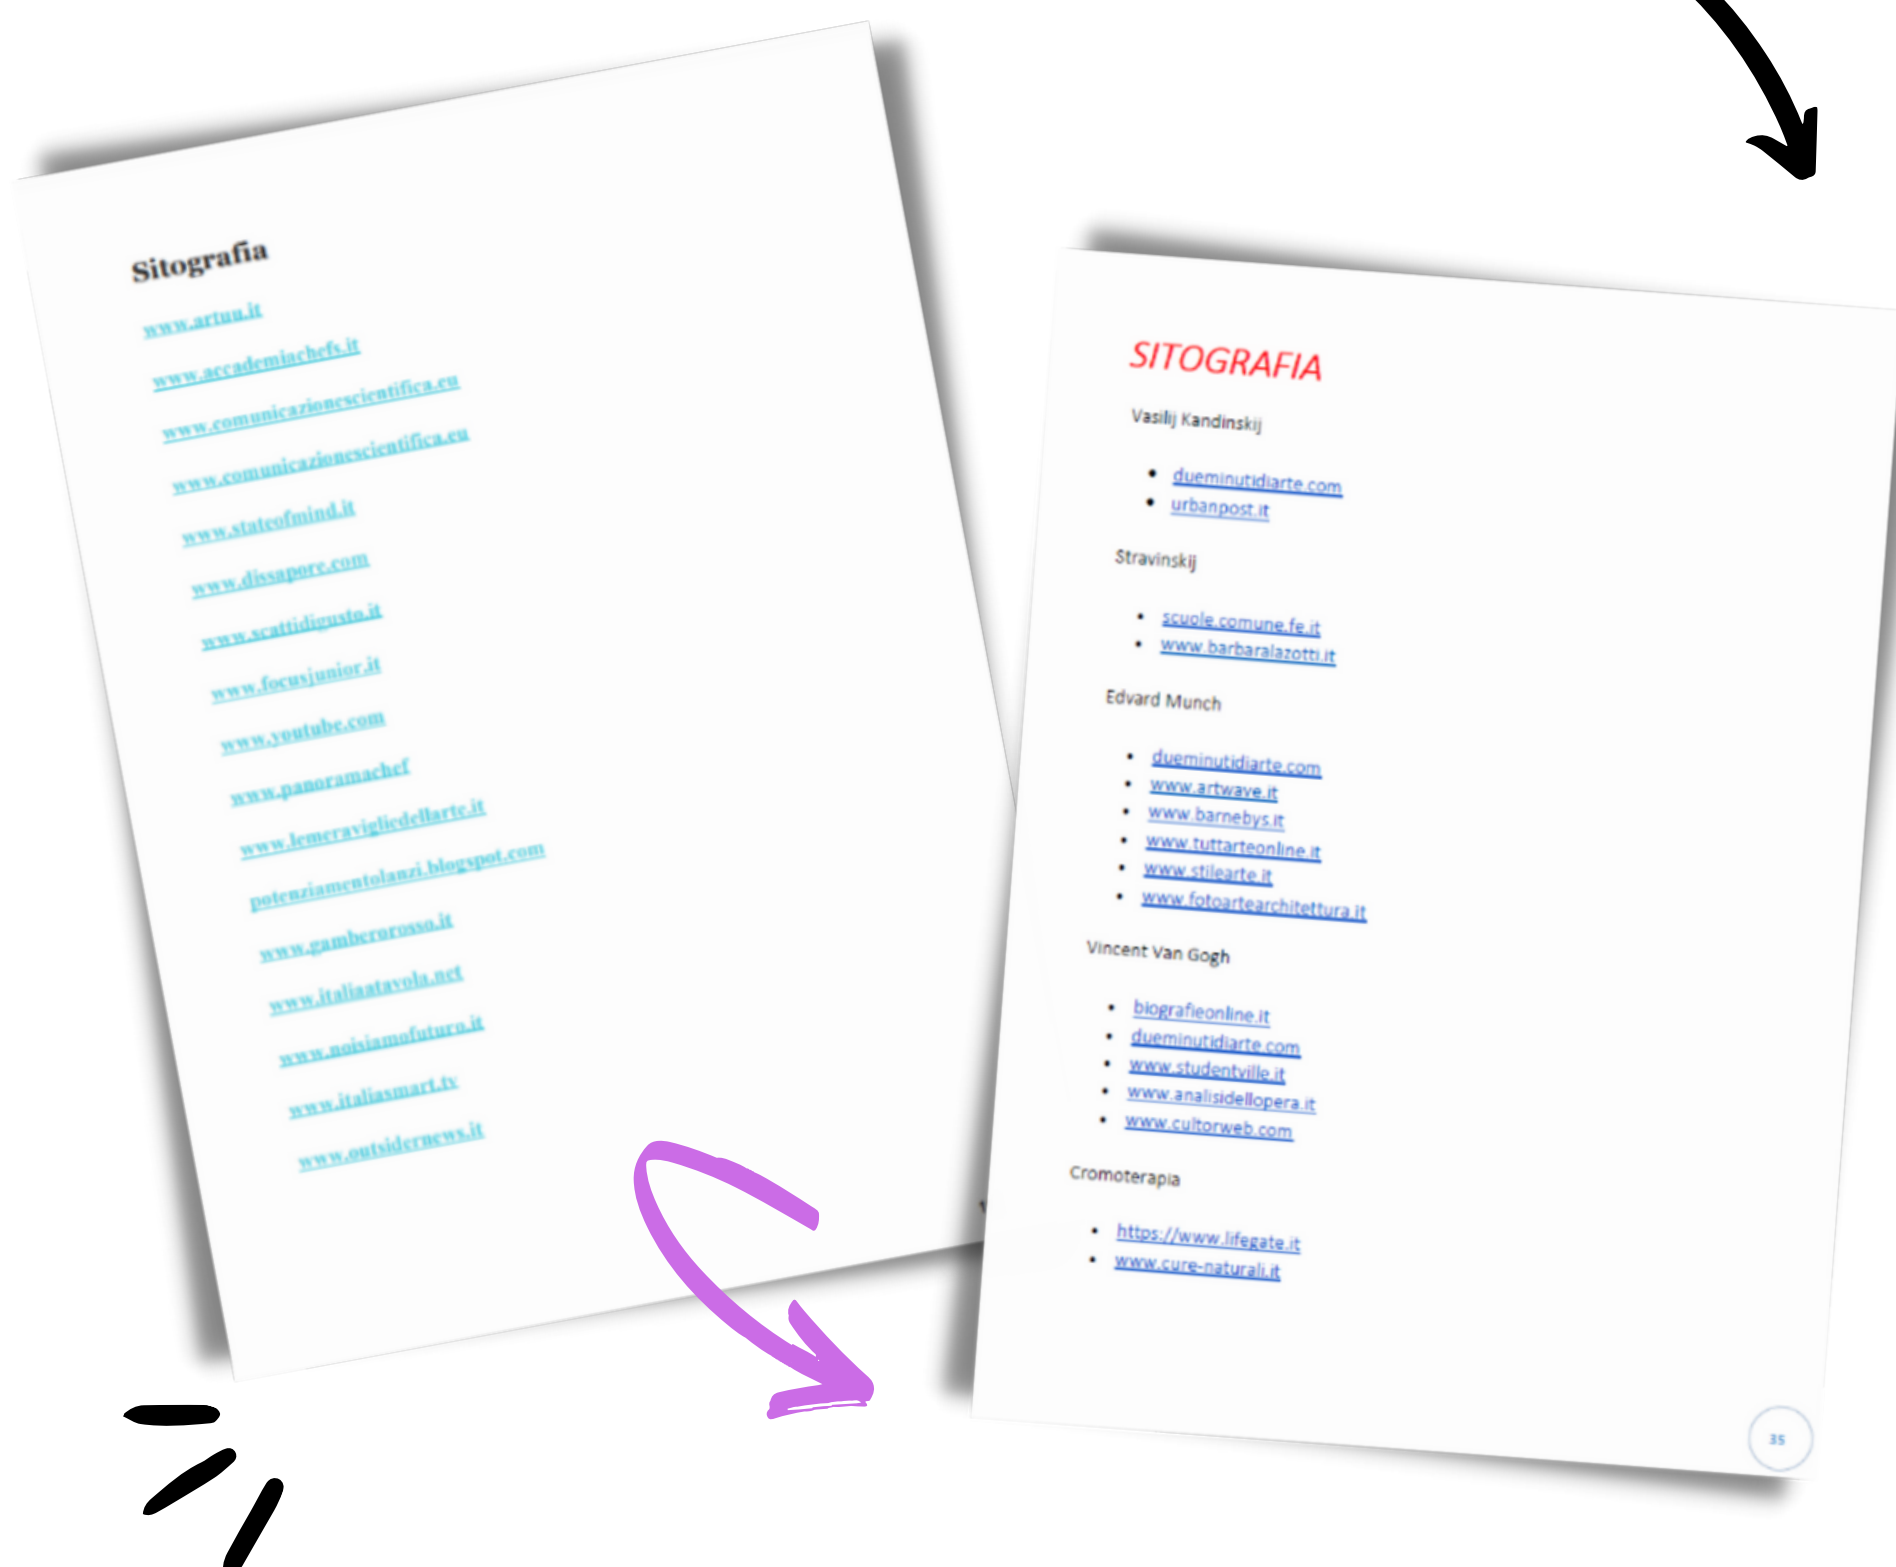 Sitografia
www.artuu.it
www.accademiachefs.it
www.comunicazionescientifica.eu
www.comunicazionescientifica.eu
www.stateofmind.it
www.dissapore.com
www.scattidigusto.it
www.focusjunior.it
www.youtube.com
www.panoramachef
www.lemeravigliedellarte.it
potenziamentolanzi.blogspot.com
www.gamberorosso.it
www.italiaatavola.net
www.noisiamofuturo.it
www.italiasmart.tv
www.outsidernews.it
SITOGRAFIA
Vasilij Kandinskij
• dueminutidiarte.com
• urbanpost.it
Stravinskij
• scuole.comune.fe.it
• www.barbaralazotti.it
Edvard Munch
• dueminutidiarte.com
• www.artwave.it
• www.barnebys.it
• www.tuttarteonline.it
• www.stilearte.it
• www.fotoartearchitettura.it
Vincent Van Gogh
• biografieonline.it
• dueminutidiarte.com
• www.studentville.it
• www.analisidellopera.it
• www.cultorweb.com
Cromoterapia
• https://www.lifegate.it
• www.cure-naturali.it
35